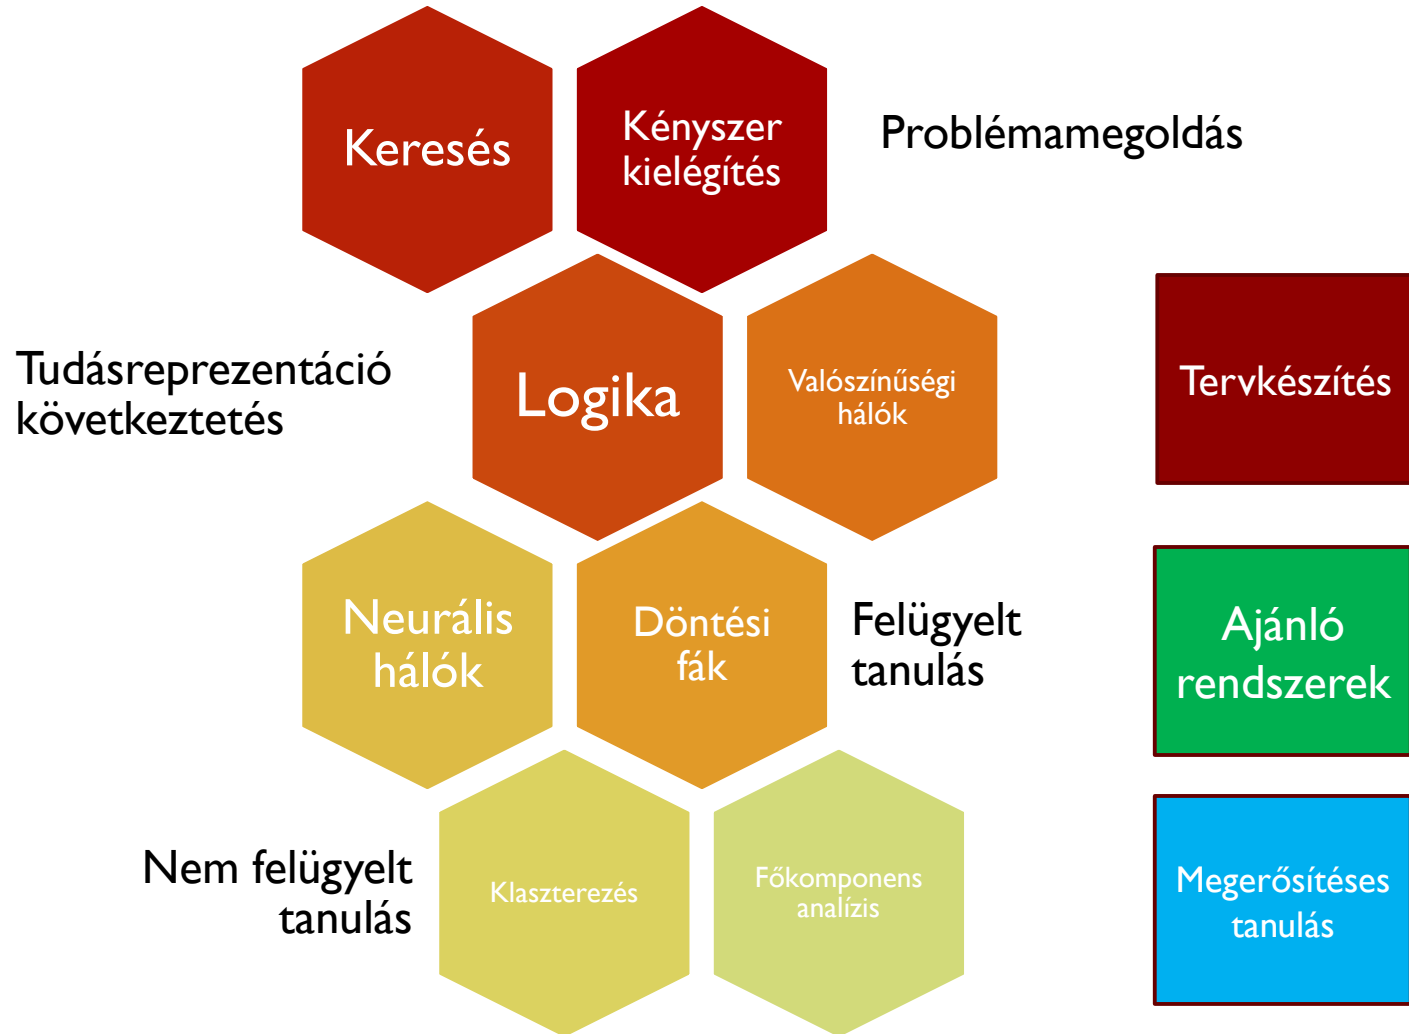 Keresés
Kényszer
kielégítés
Problémamegoldás
Tudásreprezentáció
következtetés
Logika
Valószínűségi
hálók
Tervkészítés
Neurális
hálók
Döntési
fák
Felügyelt
tanulás
Ajánló
rendszerek
Nem felügyelt
tanulás
Klaszterezés
Főkomponens
analízis
Megerősítéses
tanulás